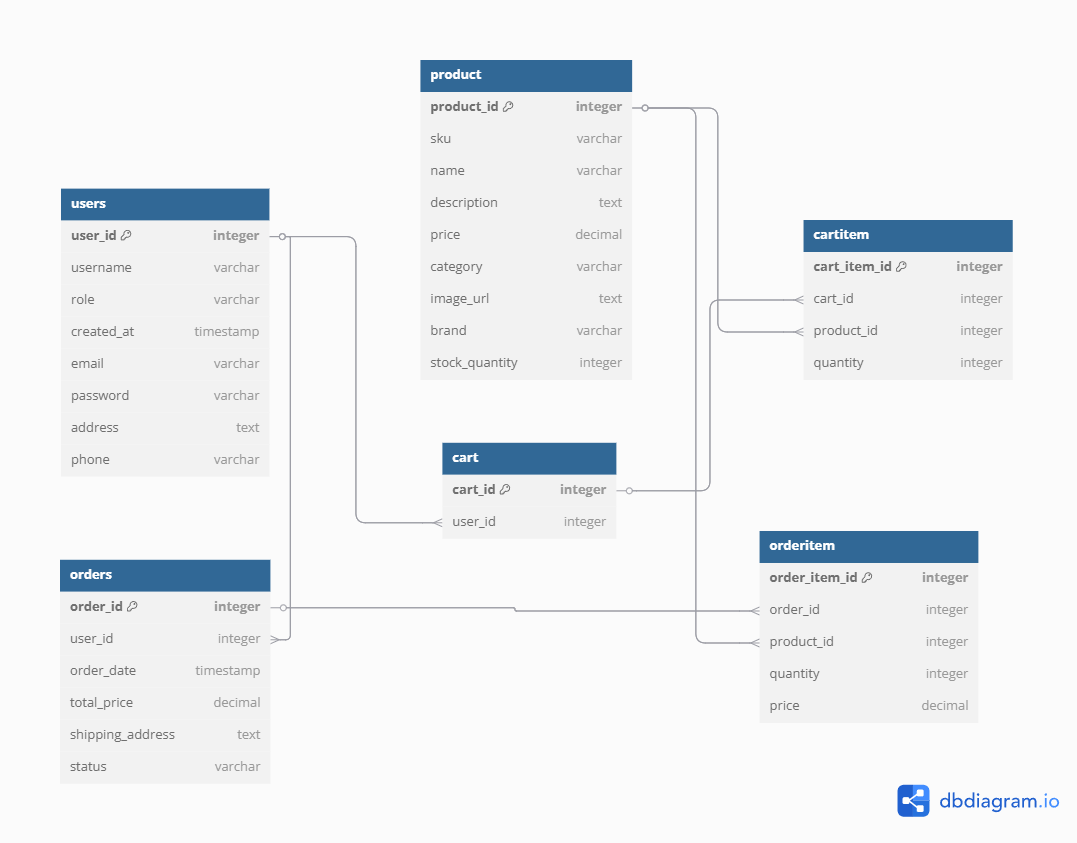 product
product_id integer
sku varchar
name varchar
description text
price decimal
category varchar
image_url text
brand varchar
stock_quantity integer
users
user_id integer
username varchar
role varchar
created_at timestamp
email varchar
password varchar
address text
phone varchar
cartitem
cart_item_id integer
cart_id integer
product_id integer
quantity integer
cart
cart_id integer
user_id integer
orders
order_id integer
user_id integer
order_date timestamp
total_price decimal
shipping_address text
status varchar
orderitem
order_item_id integer
order_id integer
product_id integer
quantity integer
price decimal
dbdiagram.io